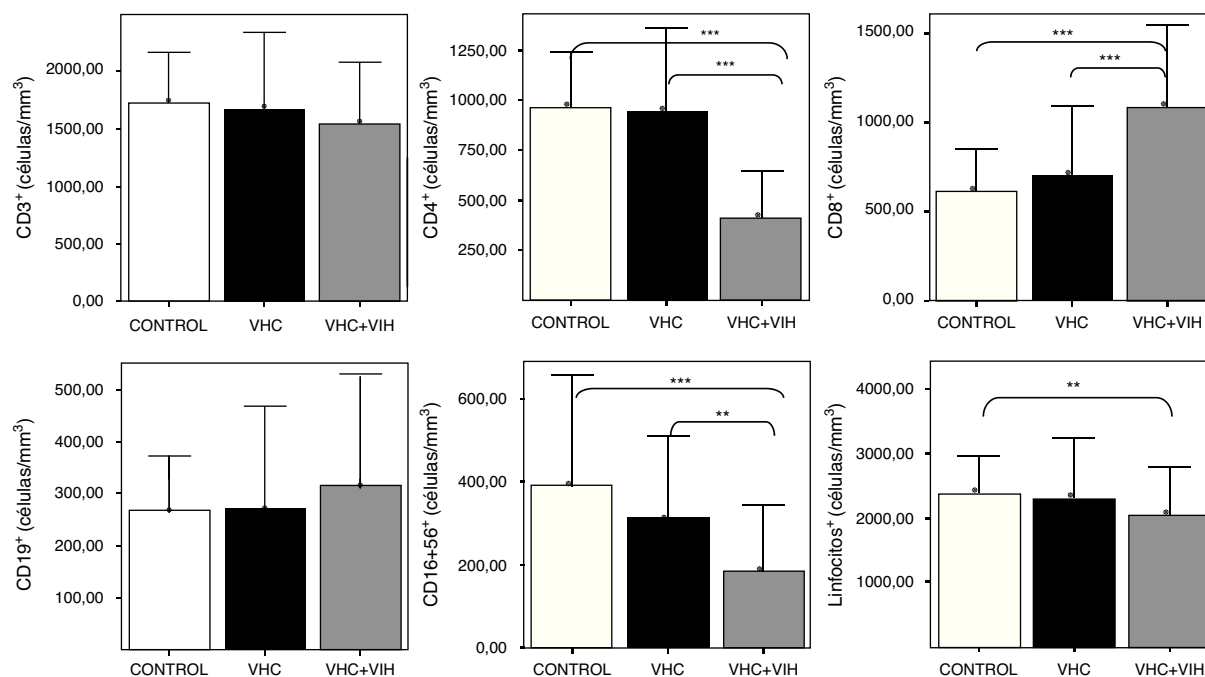 CD3+ (células/mm3)
2000,00
1500,00
1000,00
500,00
0,00
CONTROL VHC VHC+VIH
CD4+ (células/mm3)
1250,00
1000,00
750,00
500,00
250,00
***
***
CONTROL VHC VHC+VIH
CD8+ (células/mm3)
1500,00
1000,00
500,00
0,00
***
***
CONTROL VHC VHC+VIH
CD19+ (células/mm3)
500,00
400,00
300,00
200,00
100,00
CONTROL VHC VHC+VIH
CD16+56+ (células/mm3)
600,00
400,00
200,00
0,00
***
**
CONTROL VHC VHC+VIH
Linfocitos+ (células/mm3)
4000,00
3000,00
2000,00
1000,00
**
CONTROL VHC VHC+VIH